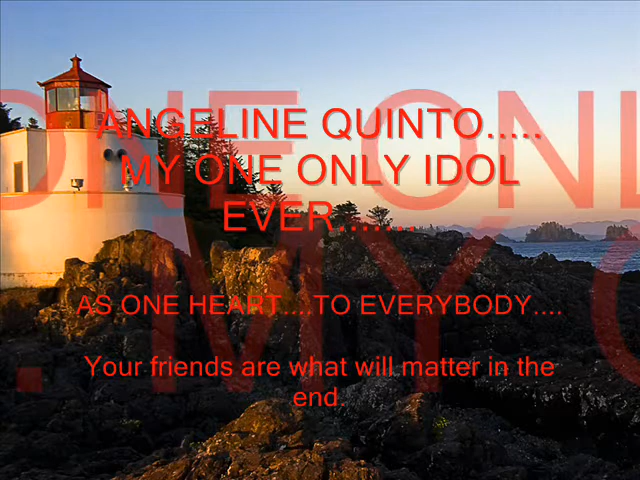 ANGELINE QUINTO.....
MY ONE ONLY IDOL
EVER.......
AS ONE HEART....TO EVERYBODY....
Your friends are what will matter in the
end